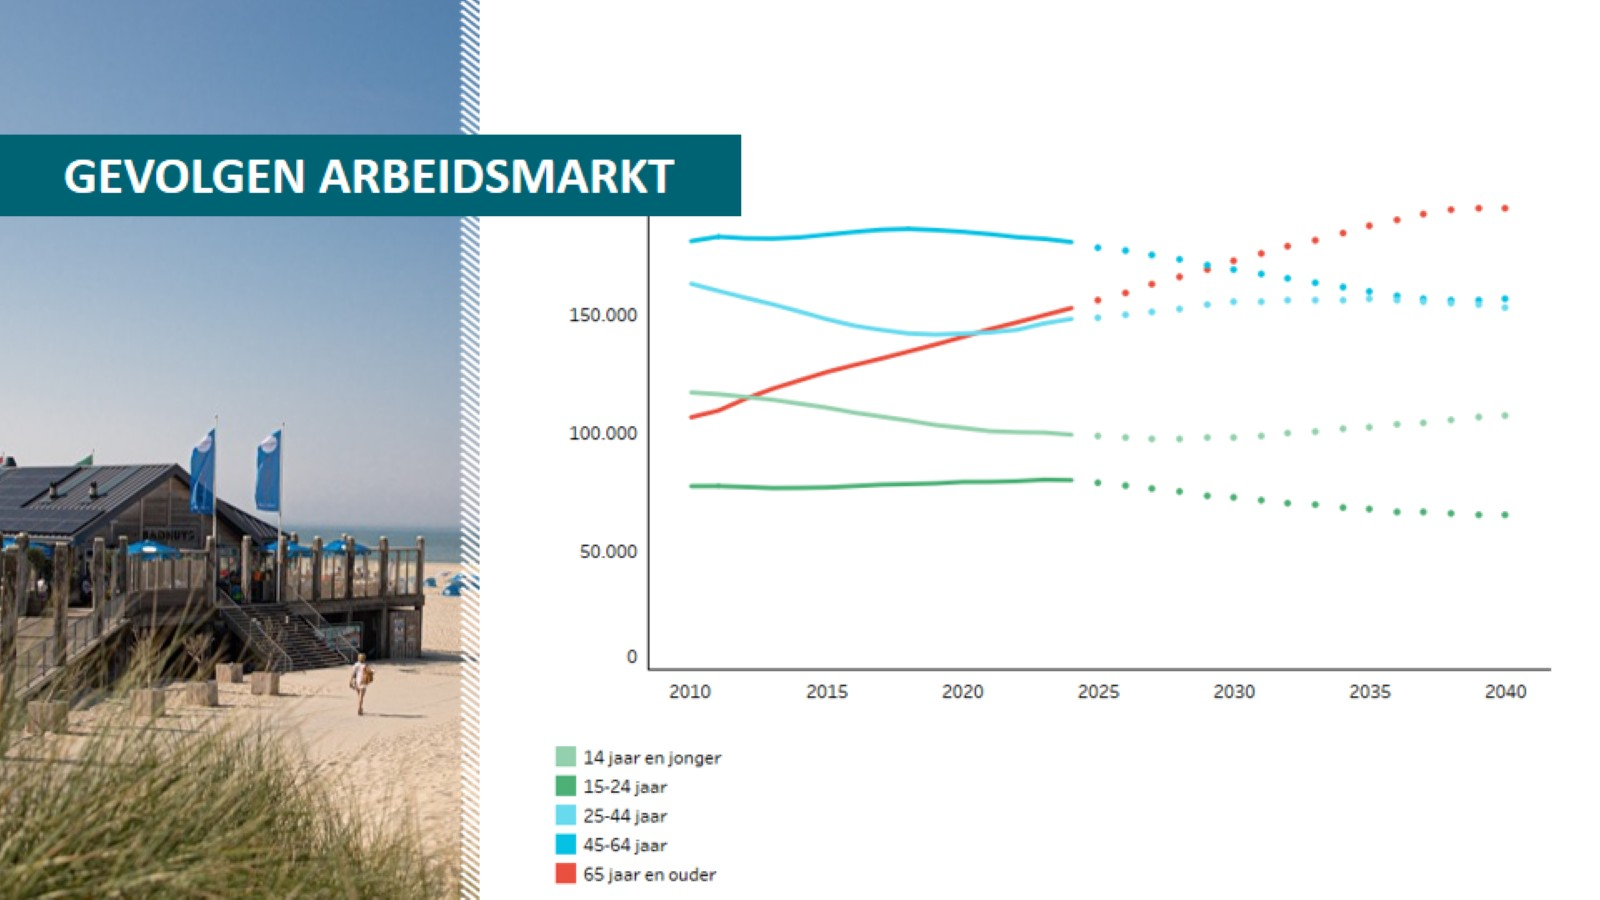 GEVOLGEN ARBEIDSMARKT
150.000
100.000
50.000
0
2010 2015 2020 2025 2030 2035 2040
14 jaar en jonger
15-24 jaar
25-44 jaar
45-64 jaar
65 jaar en ouder